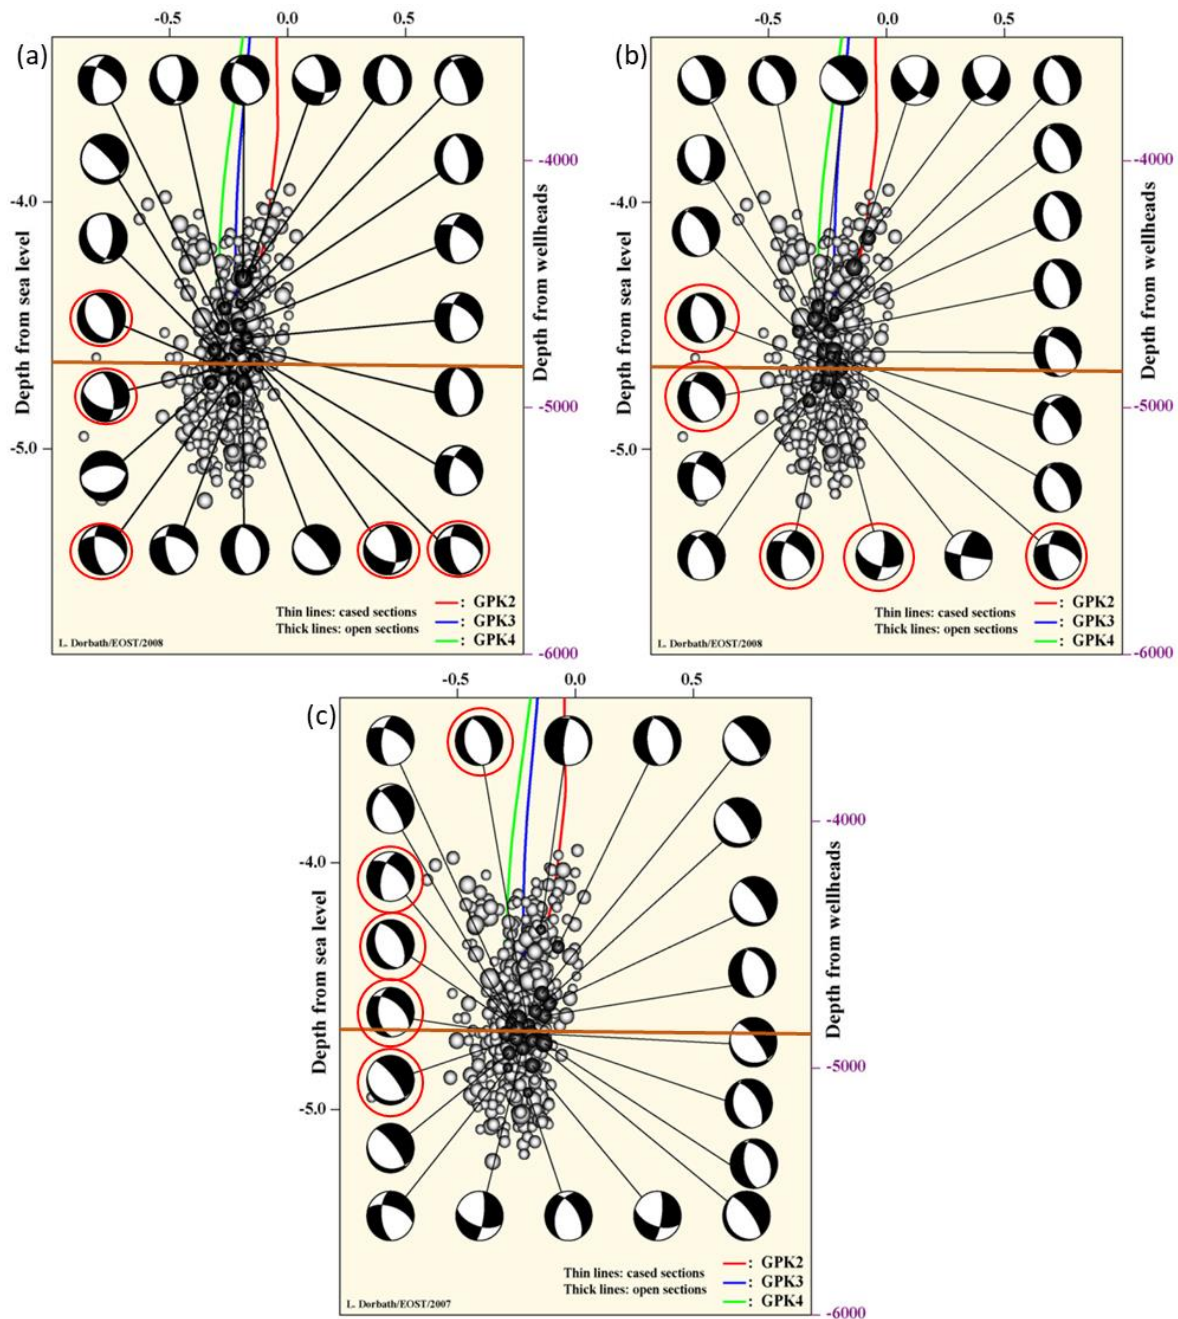 -0.5 0.0 0.5
(a)
-4000
-4.0
Depth from sea level
Depth from wellheads
-5000
-5.0
Thin lines: cased sections
Thick lines: open sections
: GPK2
: GPK3
: GPK4
L. Dorbath/EOST/2008
-6000
-0.5 0.0 0.5
(b)
-4000
-4.0
Depth from sea level
Depth from wellheads
-5000
-5.0
Thin lines: cased sections
Thick lines: open sections
: GPK2
: GPK3
: GPK4
L. Dorbath/EOST/2008
-6000
-0.5 0.0 0.5
(c)
-4000
-4.0
Depth from sea level
Depth from wellheads
-5000
-5.0
Thin lines: cased sections
Thick lines: open sections
: GPK2
: GPK3
: GPK4
L. Dorbath/EOST/2007
-6000